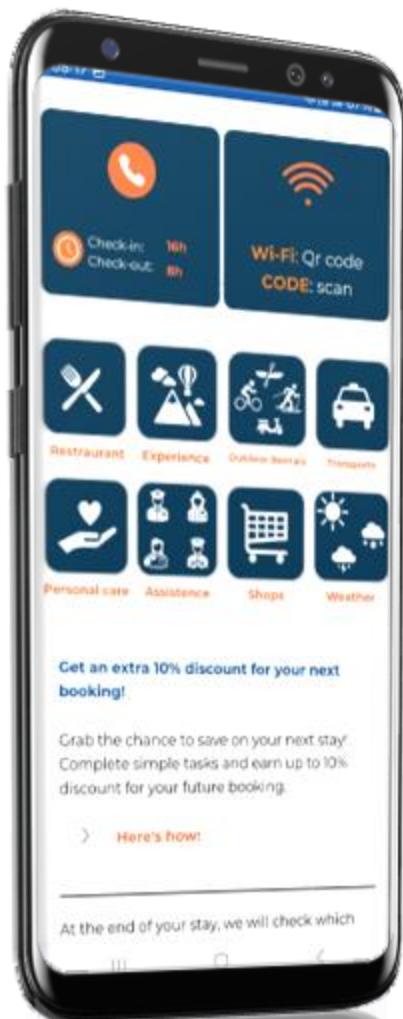 Check-in: 16h
Check-out: 8h
Wi-Fi: Qr code
CODE: scan
Restraurant
Experience
Outdoor Rentals
Transports
Personal care
Assistence
Shops
Weather
Get an extra 10% discount for your next
booking!
Grab the chance to save on your next stay!
Complete simple tasks and earn up to 10%
discount for your future booking.
Here's how!
At the end of your stay, we will check which